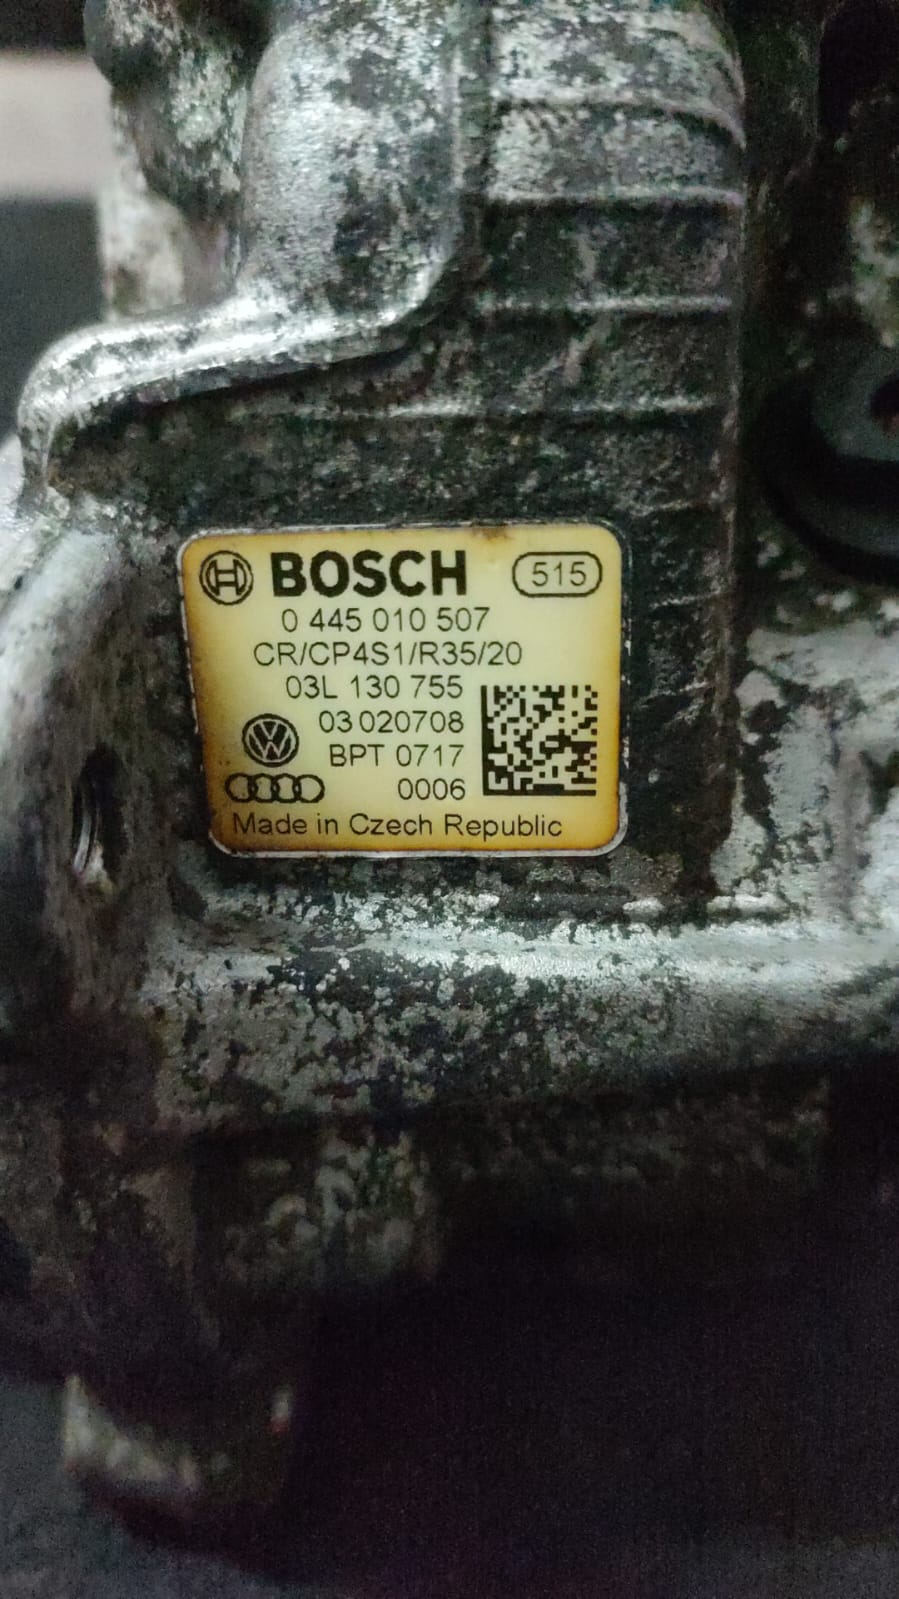 BOSCH 515
0 445 010 507
CR/CP4S1/R35/20
03L 130 755
03 020708
BPT 0717
0006
Made in Czech Republic